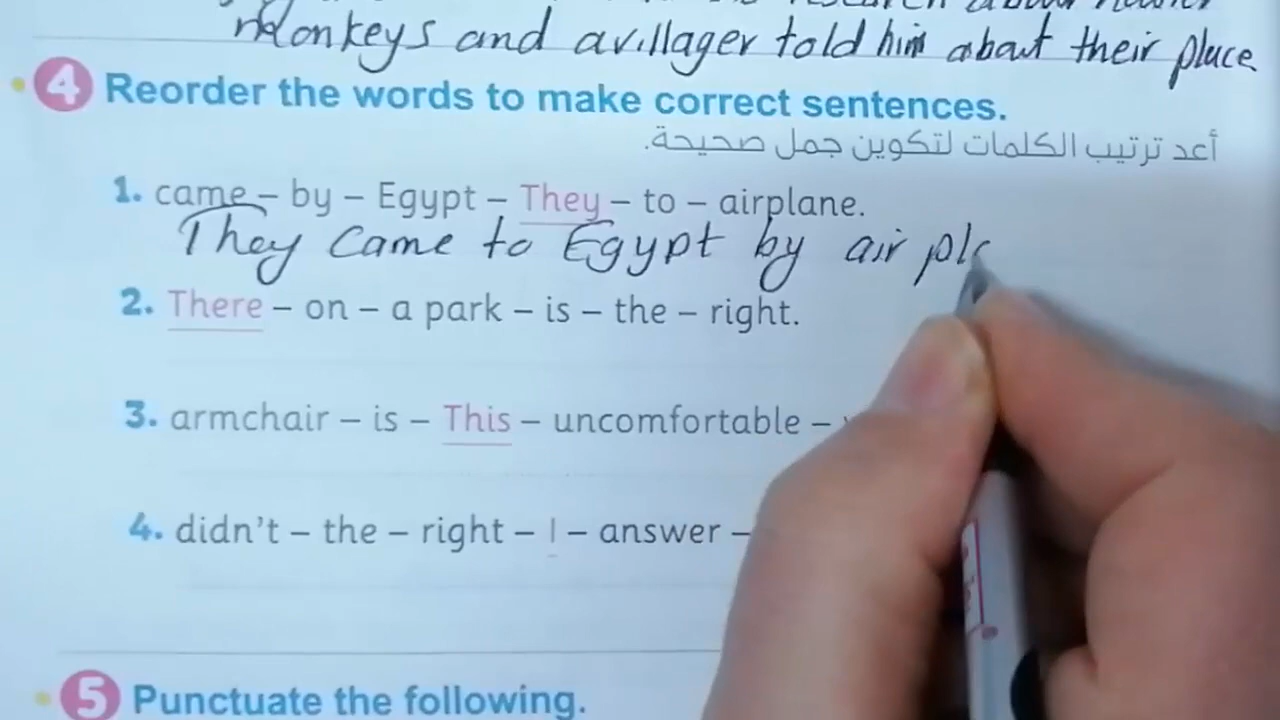 Monkeys and a villager told him about their place
4 Reorder the words to make correct sentences.
أعد ترتيب الكلمات لتكوين جمل صحيحة.
1. came – by – Egypt – They – to – airplane.
They came to Egypt by air pla
2. There – on – a park – is – the – right.
3. armchair – is – This – uncomfortable –
4. didn't – the – right – I – answer –
5 Punctuate the following.